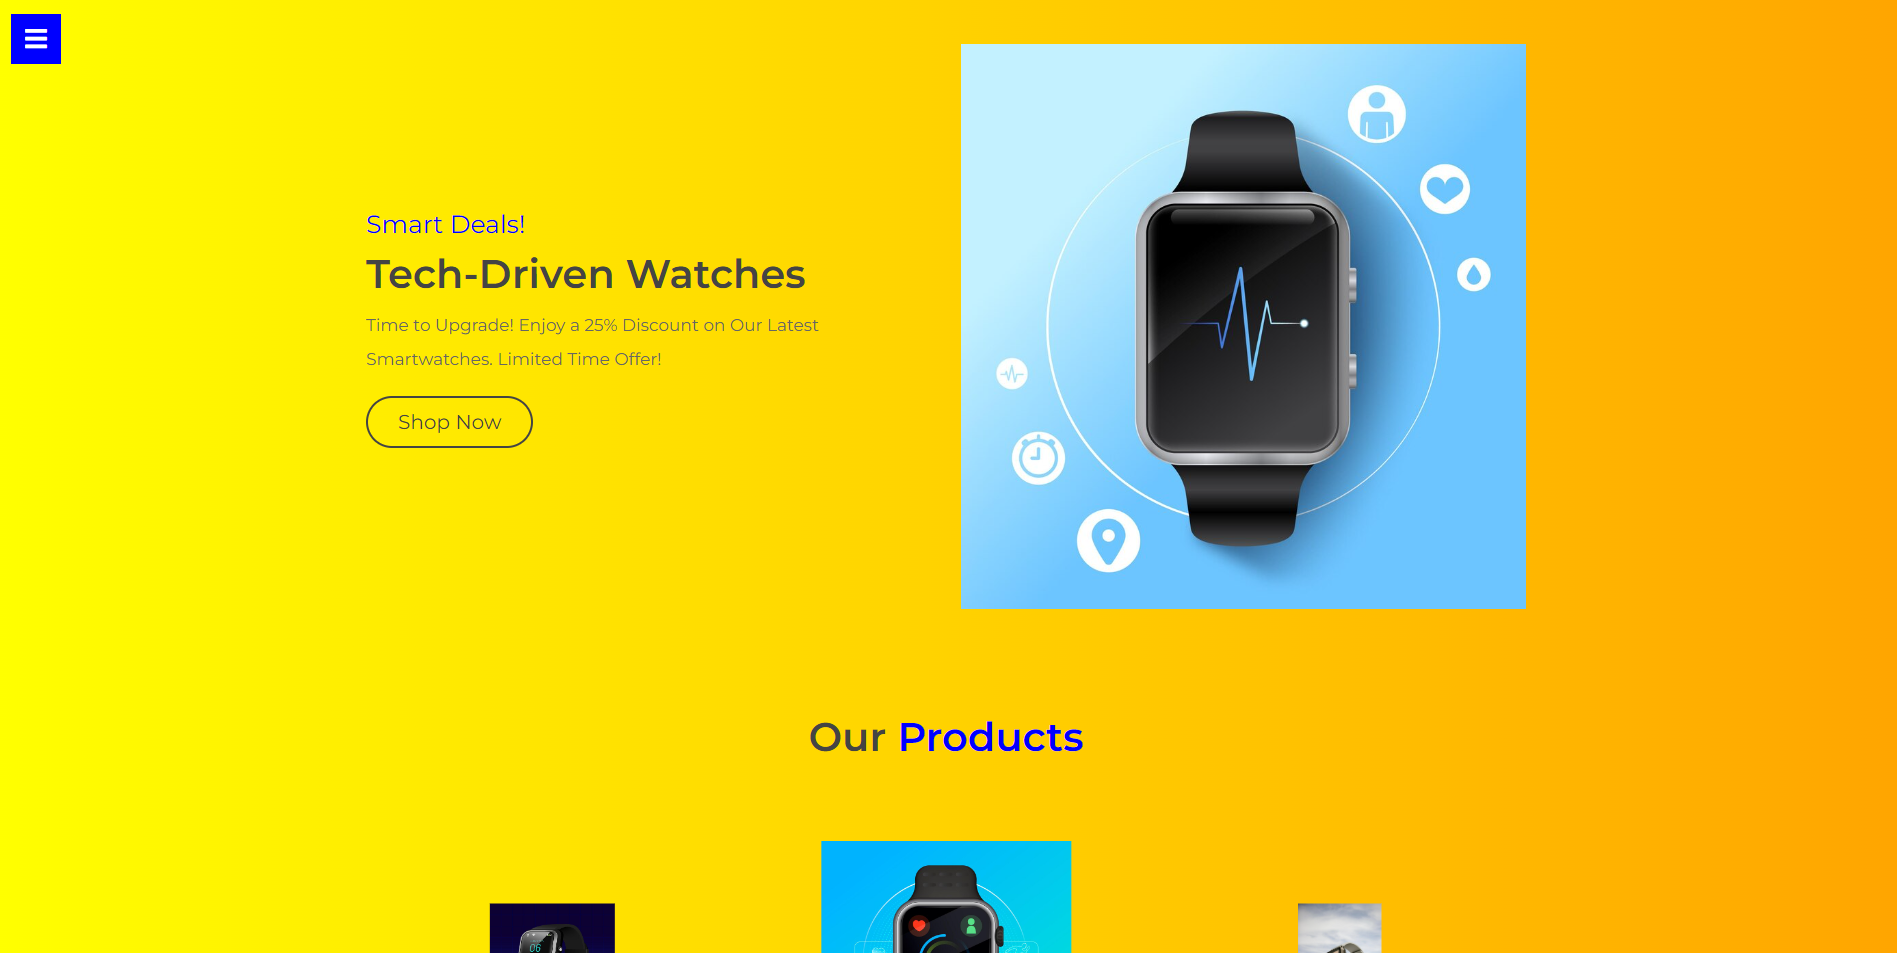 Smart Deals!
Tech-Driven Watches
Time to Upgrade! Enjoy a 25% Discount on Our Latest
Smartwatches. Limited Time Offer!
Shop Now
Our Products
06